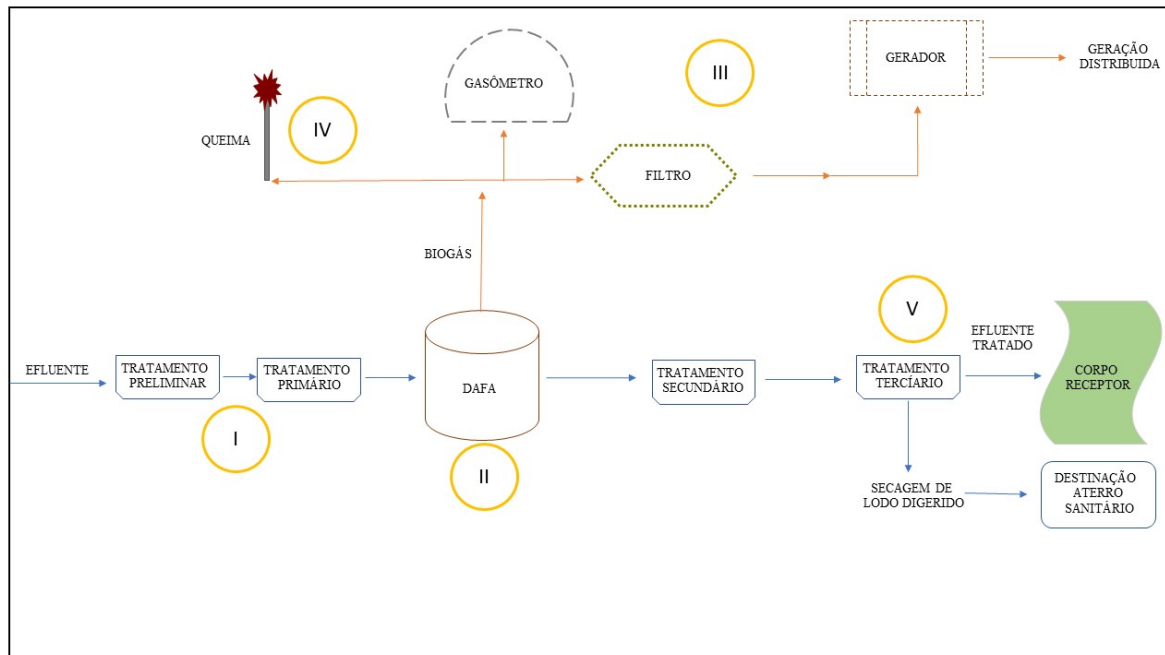 III
GERADOR
GERAÇÃO
DISTRIBUIDA
GASÔMETRO
IV
QUEIMA
FILTRO
BIOGÁS
V
EFLUENTE
TRATADO
EFLUENTE
TRATAMENTO
PRELIMINAR
TRATAMENTO
PRIMÁRIO
DAFA
TRATAMENTO
SECUNDÁRIO
TRATAMENTO
TERCÍARIO
CORPO
RECEPTOR
I
II
SECAGEM DE
LODO DIGERIDO
DESTINAÇÃO
ATERRO
SANITÁRIO